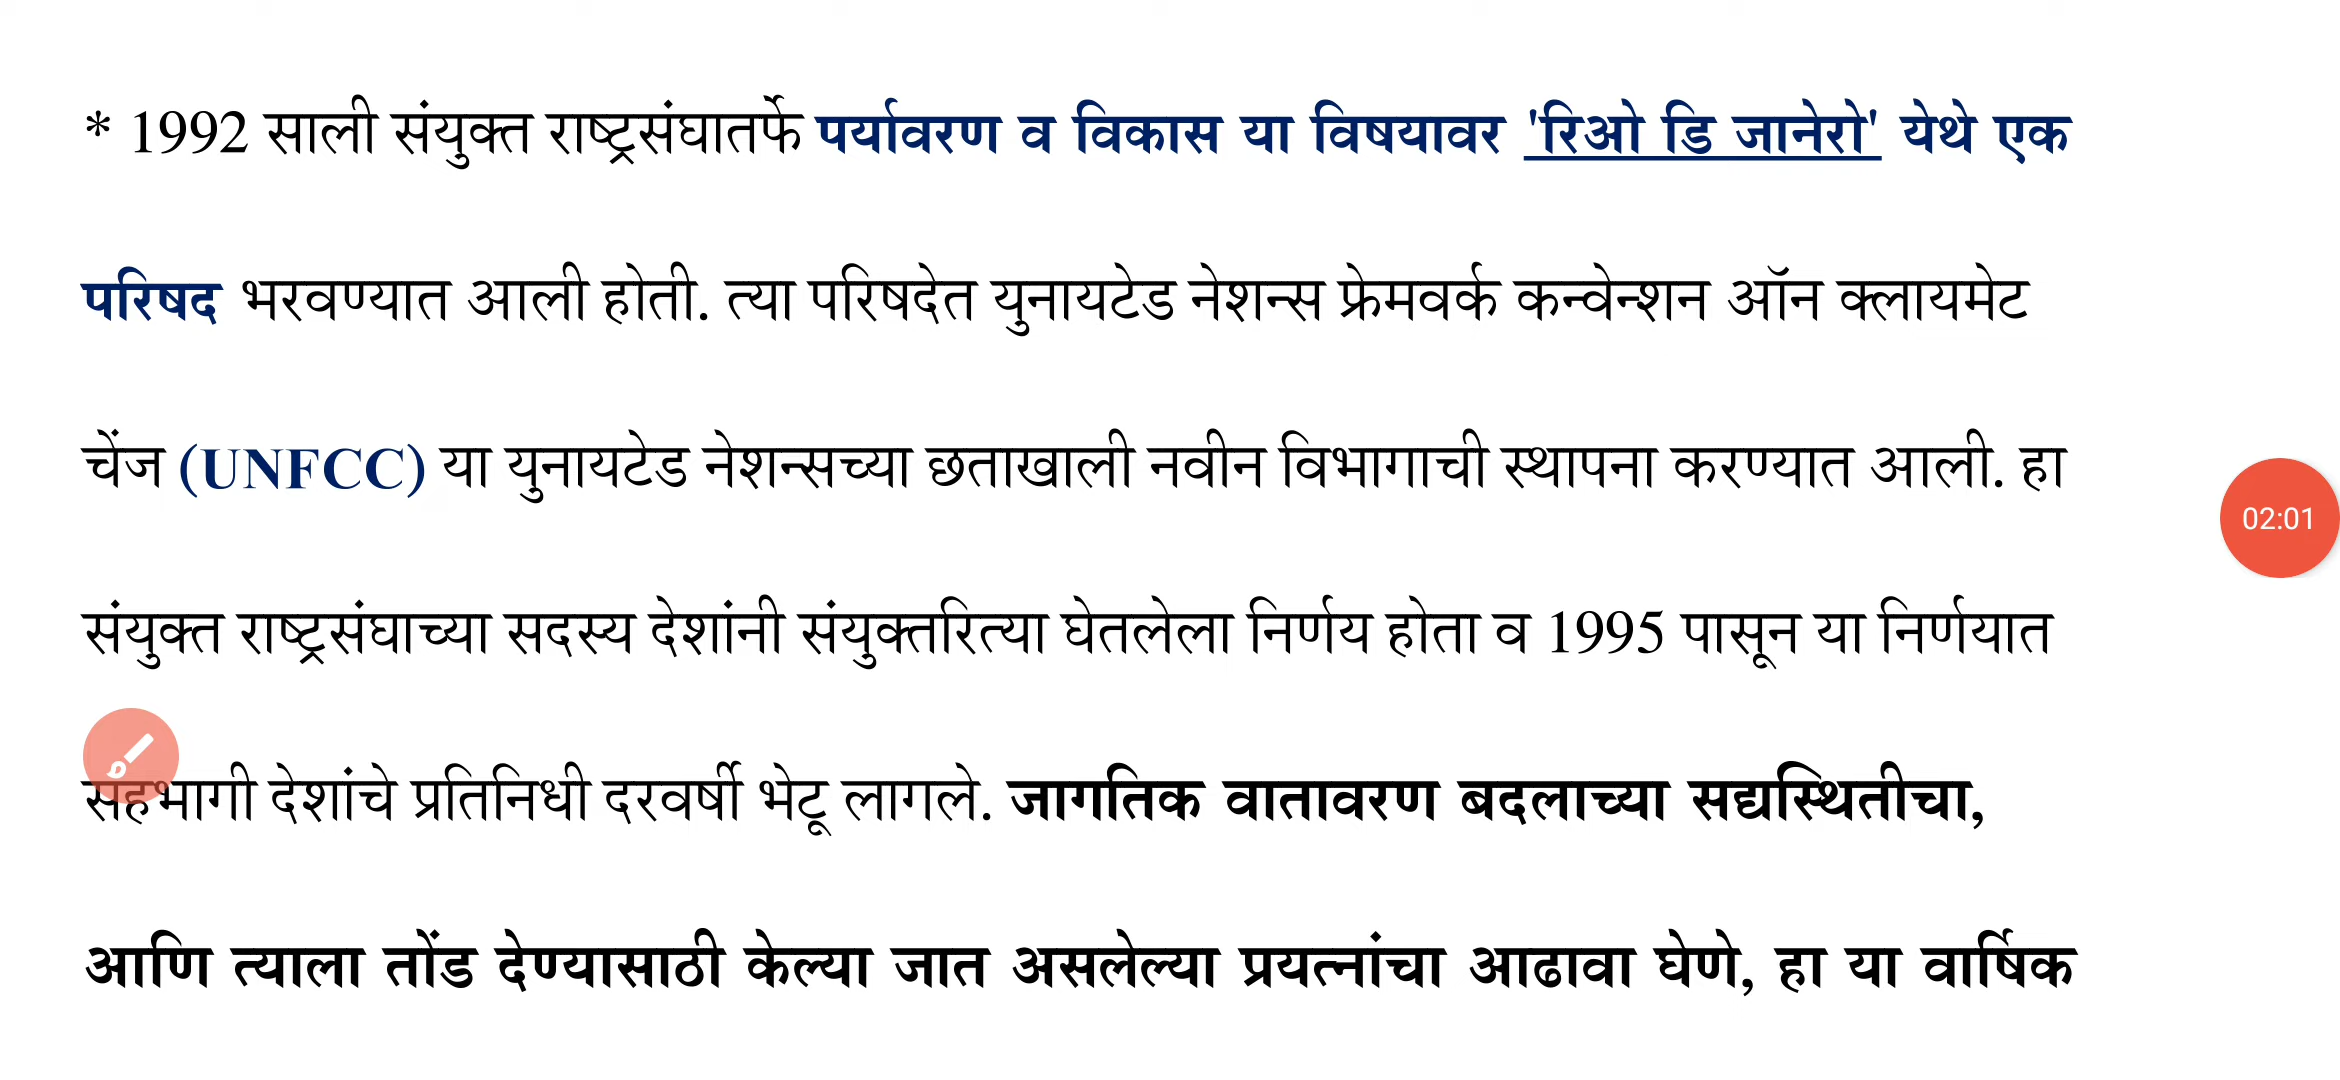 * 1992 साली संयुक्त राष्ट्रसंघातर्फे पर्यावरण व विकास या विषयावर 'रिओ डि जानेरो' येथे एक
परिषद भरवण्यात आली होती. त्या परिषदेत युनायटेड नेशन्स फ्रेमवर्क कन्वेन्शन ऑन क्लायमेट
चेंज (UNFCC) या युनायटेड नेशन्सच्या छताखाली नवीन विभागाची स्थापना करण्यात आली. हा
02:01
संयुक्त राष्ट्रसंघाच्या सदस्य देशांनी संयुक्तरित्या घेतलेला निर्णय होता व 1995 पासून या निर्णयात
सहभागी देशांचे प्रतिनिधी दरवर्षी भेटू लागले. जागतिक वातावरण बदलाच्या सद्यस्थितीचा,
आणि त्याला तोंड देण्यासाठी केल्या जात असलेल्या प्रयत्नांचा आढावा घेणे, हा या वार्षिक